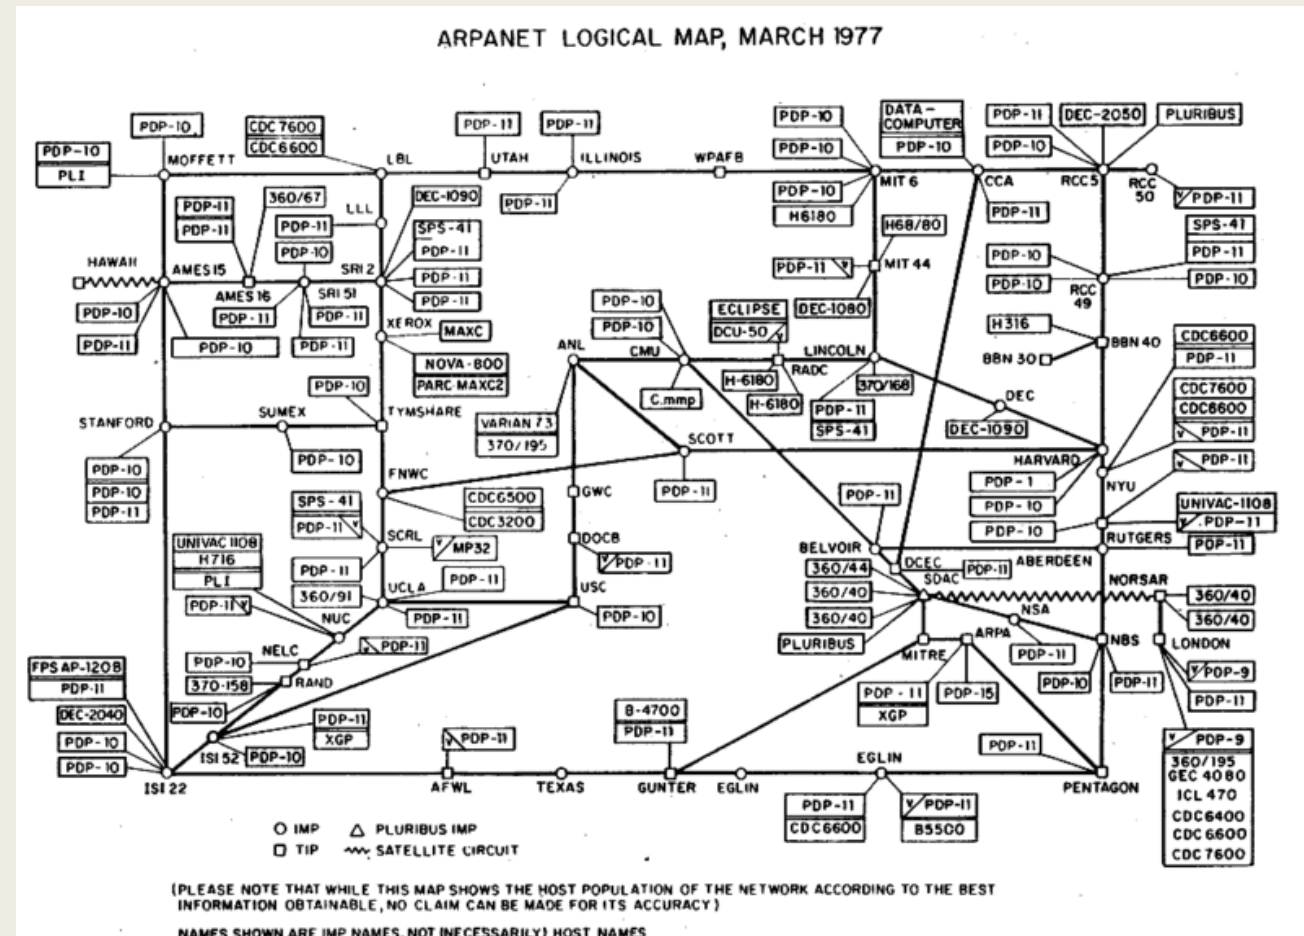 ARPANET LOGICAL MAP, MARCH 1977
PDP-10
CDC 7600
CDC 6600
PDP-11
PDP-11
PDP-10
PDP-10
DATA-
COMPUTER
PDP-10
PDP-11
PDP-10
DEC-2050
PLURIBUS
PDP-10
PLI
MOFFETT
LBL
UTAH
ILLINOIS
WPAFB
MIT 6
CCA
RCC 5
RCC
50
PDP-11
PDP-10
H6180
PDP-11
V PDP-11
PDP-11
PDP-11
360/67
LLL
PDP-11
DEC-1090
SPS-41
PDP-11
PDP-11
PDP-11
H68/80
PDP-11 V
MIT 44
DEC-1080
SPS-41
PDP-11
PDP-10
PDP-10
PDP-10
RCC
49
HAWAII
AMES 15
AMES 16
PDP-10
SRI 51
SRI 2
PDP-10
PDP-11
PDP-10
PDP-11
PDP-11
PDP-11
XEROX
MAXC
NOVA-800
PARC-MAXC2
PDP-10
PDP-10
ECLIPSE
DCU-50 V
H316
BBN 40
BBN 30
CDC6600
PDP-11
ANL
CMU
RADC
LINCOLN
C.mmp
H-6180
H-6180
370/168
PDP-11
SPS-41
DEC
DEC-1090
CDC7600
CDC6600
V PDP-11
V PDP-11
STANFORD
SUMEX
PDP-10
TYMSHARE
PDP-10
PDP-10
PDP-10
PDP-11
VARIAN 73
370/195
SCOTT
PDP-11
HARVARD
PDP-1
PDP-10
PDP-10
NYU
FNWC
CDC6500
CDC3200
GWC
PDP-11
UNIVAC-1108
V PDP-11
RUTGERS
PDP-11
SPS-41
PDP-11 V
SCRL
V MP32
PDP-11
DOCB
V PDP-11
BELVOIR
DCEC
PDP-11
ABERDEEN
UNIVAC 1108
H716
PLI
PDP-11 V
360/91
UCLA
PDP-11
PDP-11
USC
PDP-10
360/44
360/40
360/40
PLURIBUS
SDAC
NORSAR
360/40
360/40
NUC
NELC
PDP-10
V PDP-11
370-158
RAND
PDP-10
NSA
PDP-11
NBS
PDP-10
PDP-11
LONDON
V PDP-9
PDP-11
MITRE
ARPA
PDP-11
XGP
PDP-15
FPS AP-120B
PDP-11
DEC-2040
PDP-10
PDP-10
PDP-11
XGP
ISI 52
PDP-10
V PDP-11
B-4700
PDP-11
PDP-11
V PDP-9
360/195
GEC 4080
ICL 470
CDC6400
CDC6600
CDC7600
ISI 22
AFWL
TEXAS
GUNTER
EGLIN
EGLIN
PENTAGON
PDP-11
CDC6600
V PDP-11
B5500
IMP
PLURIBUS IMP
TIP
SATELLITE CIRCUIT
(PLEASE NOTE THAT WHILE THIS MAP SHOWS THE HOST POPULATION OF THE NETWORK ACCORDING TO THE BEST
INFORMATION OBTAINABLE, NO CLAIM CAN BE MADE FOR ITS ACCURACY)
NAMES SHOWN ARE IMP NAMES, NOT (NECESSARILY) HOST NAMES